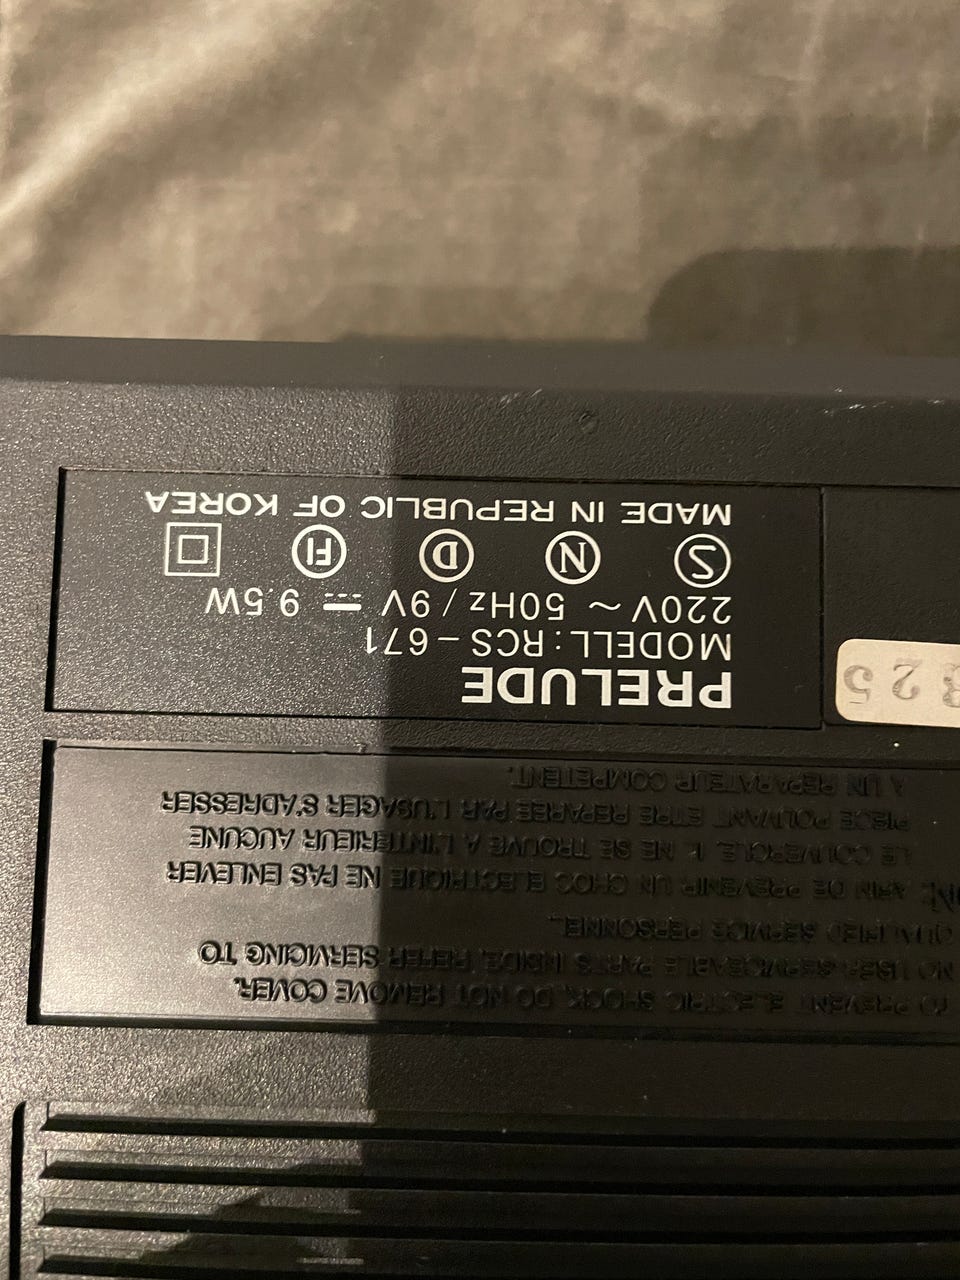 PRELUDE
MODELL: RCS-671
220V ~ 50Hz / 9V ⎓ 9.5W
S N D FI
MADE IN REPUBLIC OF KOREA
825
TO PREVENT ELECTRIC SHOCK, DO NOT REMOVE COVER.
NO USER-SERVICEABLE PARTS INSIDE. REFER SERVICING TO
QUALIFIED SERVICE PERSONNEL.
AFIN DE PREVENIR UN CHOC ELECTRIQUE NE PAS ENLEVER
LE COUVERCLE, IL NE SE TROUVE A L'INTERIEUR AUCUNE
PIECE POUVANT ETRE REPAREE PAR L'USAGER S'ADRESSER
A UN REPARATEUR COMPETENT.